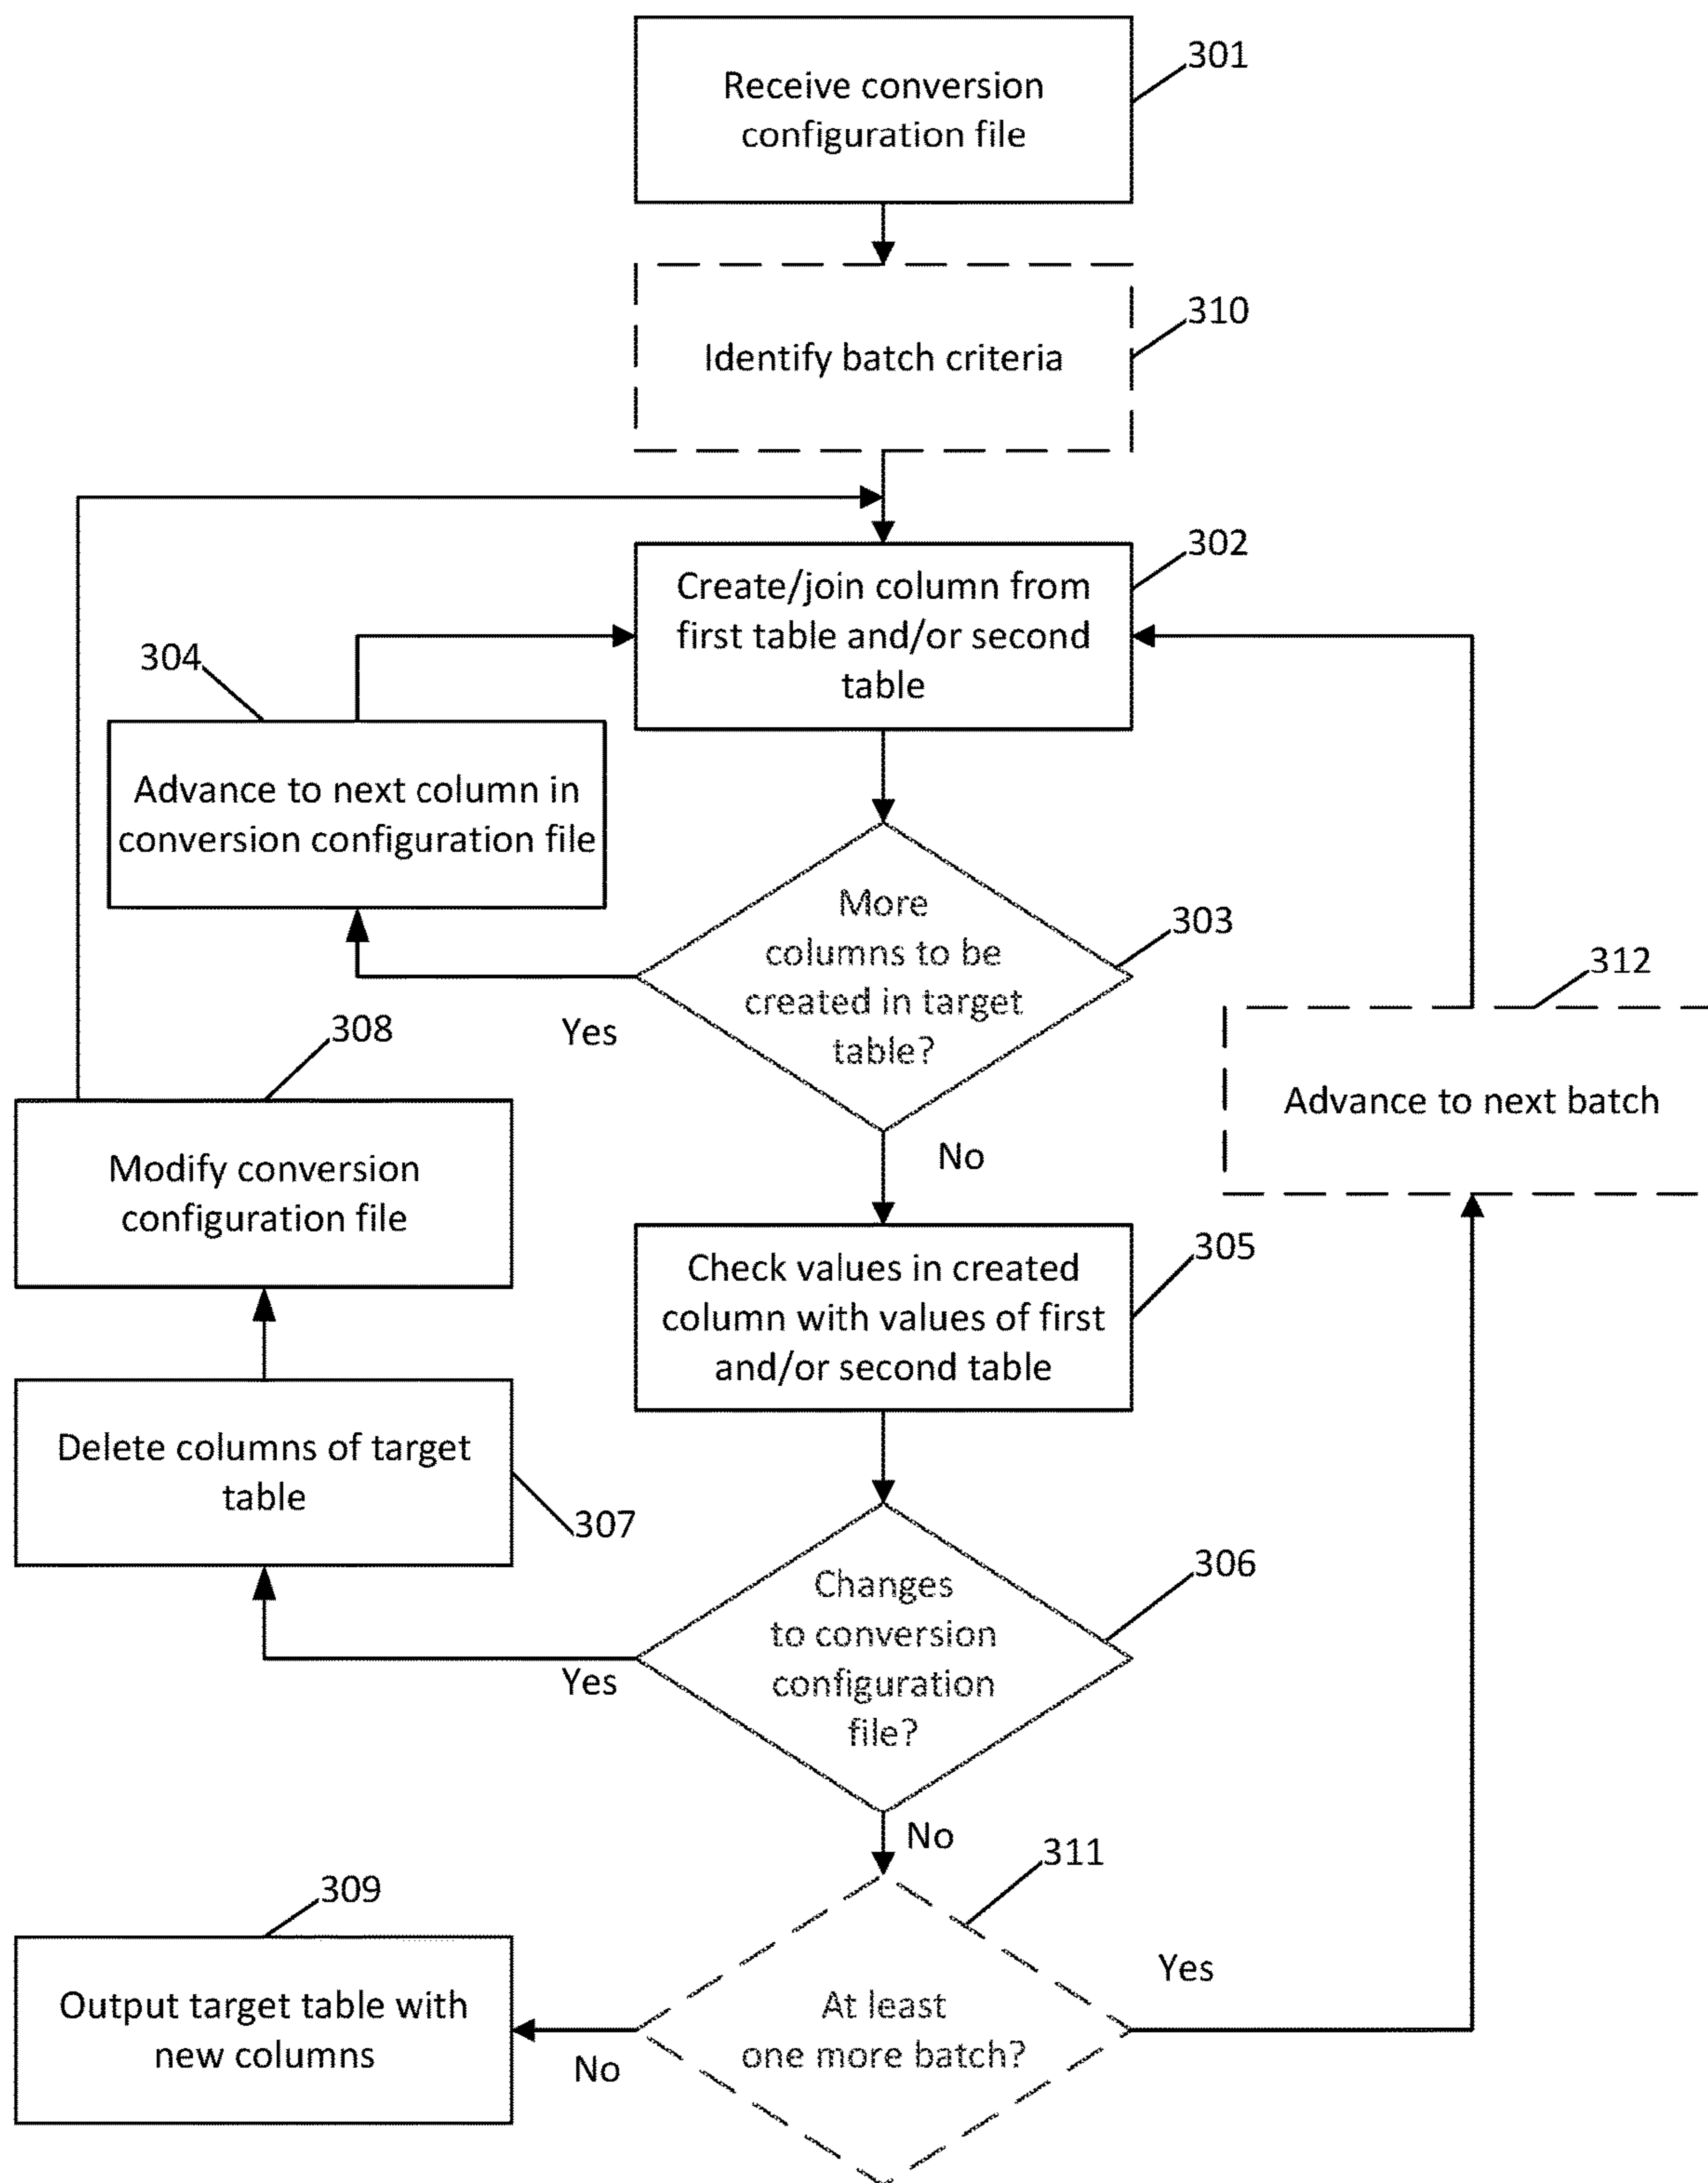 Receive conversion
configuration file
301
Identify batch criteria
310
Create/join column from
first table and/or second
table
302
304
Advance to next column in
conversion configuration file
More
columns to be
created in target
table?
303
Yes
No
312
Advance to next batch
308
Modify conversion
configuration file
Check values in created
column with values of first
and/or second table
305
Delete columns of target
table
307
Changes
to conversion
configuration
file?
306
Yes
No
311
309
Output target table with
new columns
At least
one more batch?
Yes
No